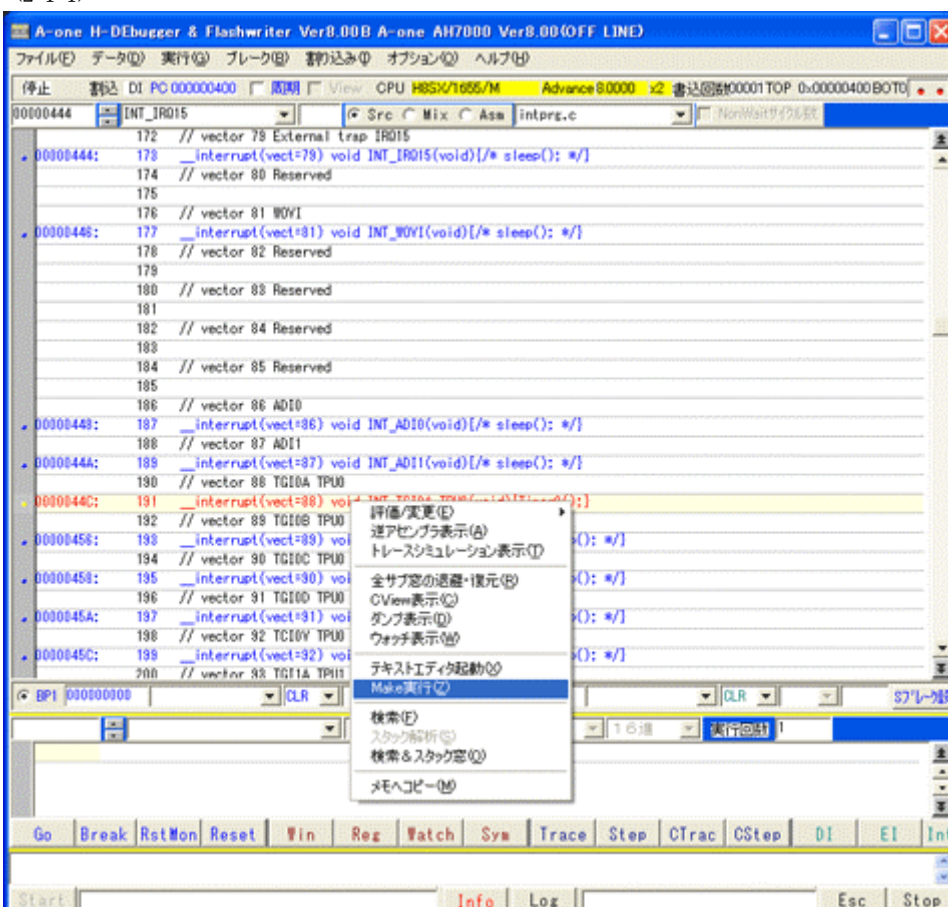 A-one H-DEbugger & Flashwriter Ver8.00B A-one AH7000 Ver8.00(OFF LINE)
ファイル(F) データ(D) 実行(G) ブレーク(B) 割り込み(I) オプション(O) ヘルプ(H)
停止 割込 DI PC 000000400 周期 View CPU H8SX/1655/M Advance 8.0000 x2 書込回数00001 TOP 0x00000400 BOT0
00000444 INT_IRQ15 Src Mix Asm intprg.c NonWaitサイクル計数
172 // vector 79 External trap IRQ15
00000444: 173 __interrupt(vect=79) void INT_IRQ15(void){/* sleep(); */}
174 // vector 80 Reserved
175
176 // vector 81 WOVI
00000446: 177 __interrupt(vect=81) void INT_WOVI(void){/* sleep(); */}
178 // vector 82 Reserved
179
180 // vector 83 Reserved
181
182 // vector 84 Reserved
183
184 // vector 85 Reserved
185
186 // vector 86 ADI0
00000448: 187 __interrupt(vect=86) void INT_ADI0(void){/* sleep(); */}
188 // vector 87 ADI1
0000044A: 189 __interrupt(vect=87) void INT_ADI1(void){/* sleep(); */}
190 // vector 88 TGI0A TPU0
0000044C: 191 __interrupt(vect=88) void INT_TGI0A_TPU0(void){Timer0();}
192 // vector 89 TGI0B TPU0
00000456: 193 __interrupt(vect=89) voi (); */}
194 // vector 90 TGI0C TPU0
00000458: 195 __interrupt(vect=90) voi (); */}
196 // vector 91 TGI0D TPU0
0000045A: 197 __interrupt(vect=91) voi (); */}
198 // vector 92 TCI0V TPU0
0000045C: 199 __interrupt(vect=92) voi (); */}
200 // vector 93 TGI1A TPU1
評価/変更(E)
逆アセンブラ表示(A)
トレースシミュレーション表示(T)
全サブ窓の退避・復元(R)
CView表示(C)
ダンプ表示(D)
ウォッチ表示(W)
テキストエディタ起動(X)
Make実行(Z)
検索(F)
スタック解析(S)
検索&スタック窓(Q)
メモへコピー(M)
BP1 000000000 CLR CLR Sブレーク設
16進 実行回数 1
Go Break RstMon Reset Win Reg Watch Sym Trace Step CTrac CStep DI EI In
Start Info Log Esc Stop